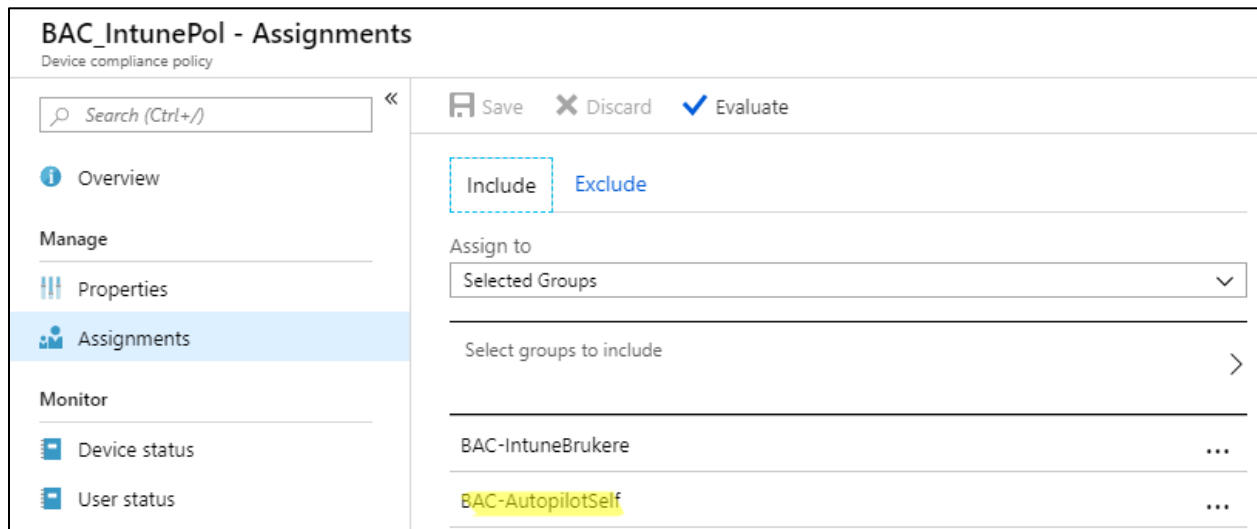 BAC_IntunePol - Assignments
Device compliance policy
Search (Ctrl+/)
«
Save Discard Evaluate
Overview
Include Exclude
Manage
Assign to
Properties
Selected Groups
Assignments
Select groups to include
Monitor
Device status
BAC-IntuneBrukere ...
User status
BAC-AutopilotSelf ...